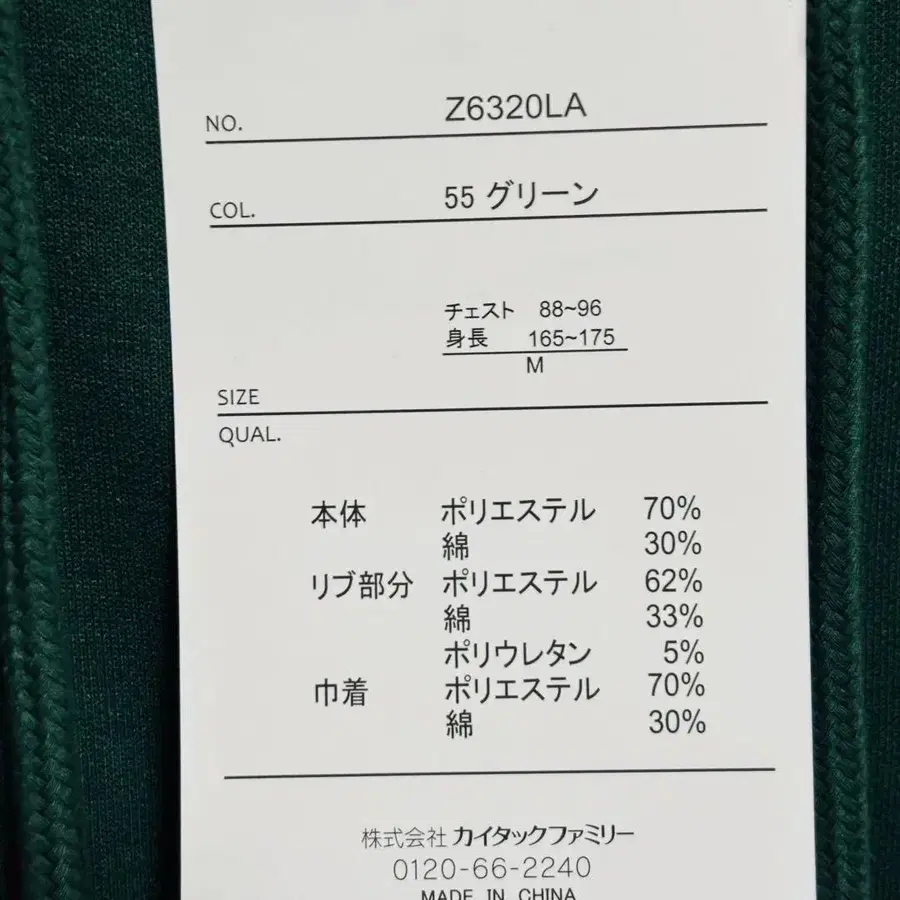 NO. Z6320LA
COL. 55 グリーン
チェスト 88~96
身長 165~175
M
SIZE
QUAL.
本体 ポリエステル 70%
綿 30%
リブ部分 ポリエステル 62%
綿 33%
ポリウレタン 5%
巾着 ポリエステル 70%
綿 30%
株式会社 カイタックファミリー
0120-66-2240
MADE IN CHINA